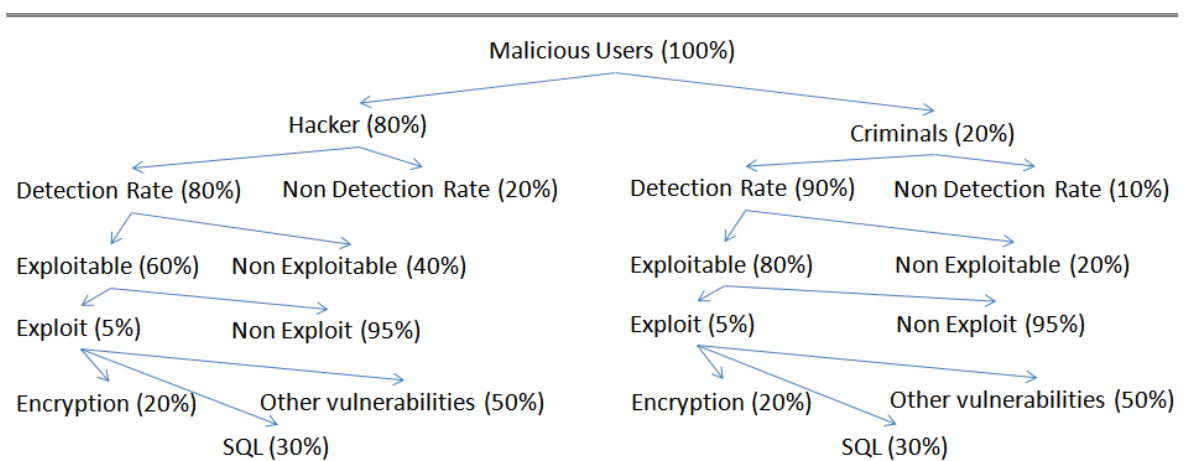 Malicious Users (100%)
Hacker (80%)
Criminals (20%)
Detection Rate (80%) Non Detection Rate (20%) Detection Rate (90%) Non Detection Rate (10%)
Exploitable (60%) Non Exploitable (40%) Exploitable (80%) Non Exploitable (20%)
Exploit (5%) Non Exploit (95%) Exploit (5%) Non Exploit (95%)
Encryption (20%) Other vulnerabilities (50%) Encryption (20%) Other vulnerabilities (50%)
SQL (30%) SQL (30%)